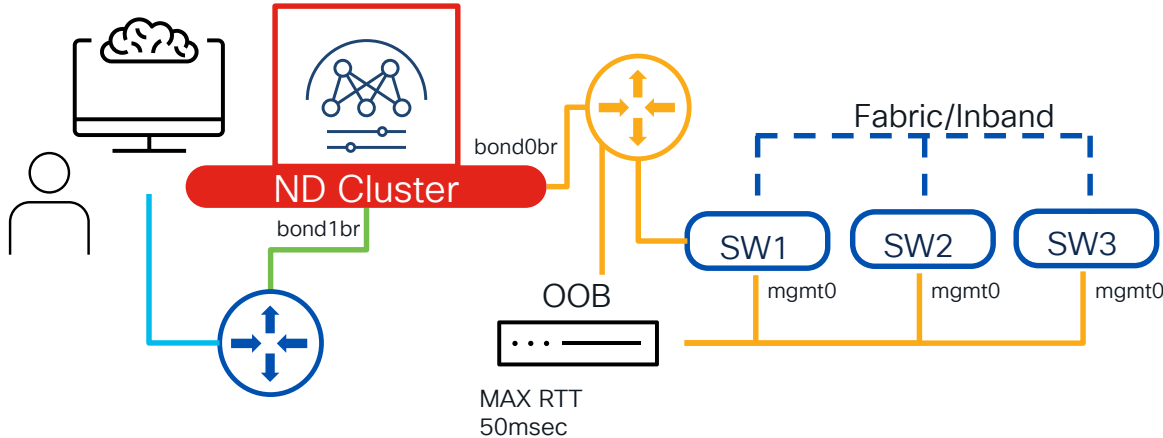 Fabric/Inband
bond0br
ND Cluster
bond1br
SW1
SW2
SW3
mgmt0
mgmt0
mgmt0
OOB
MAX RTT
50msec